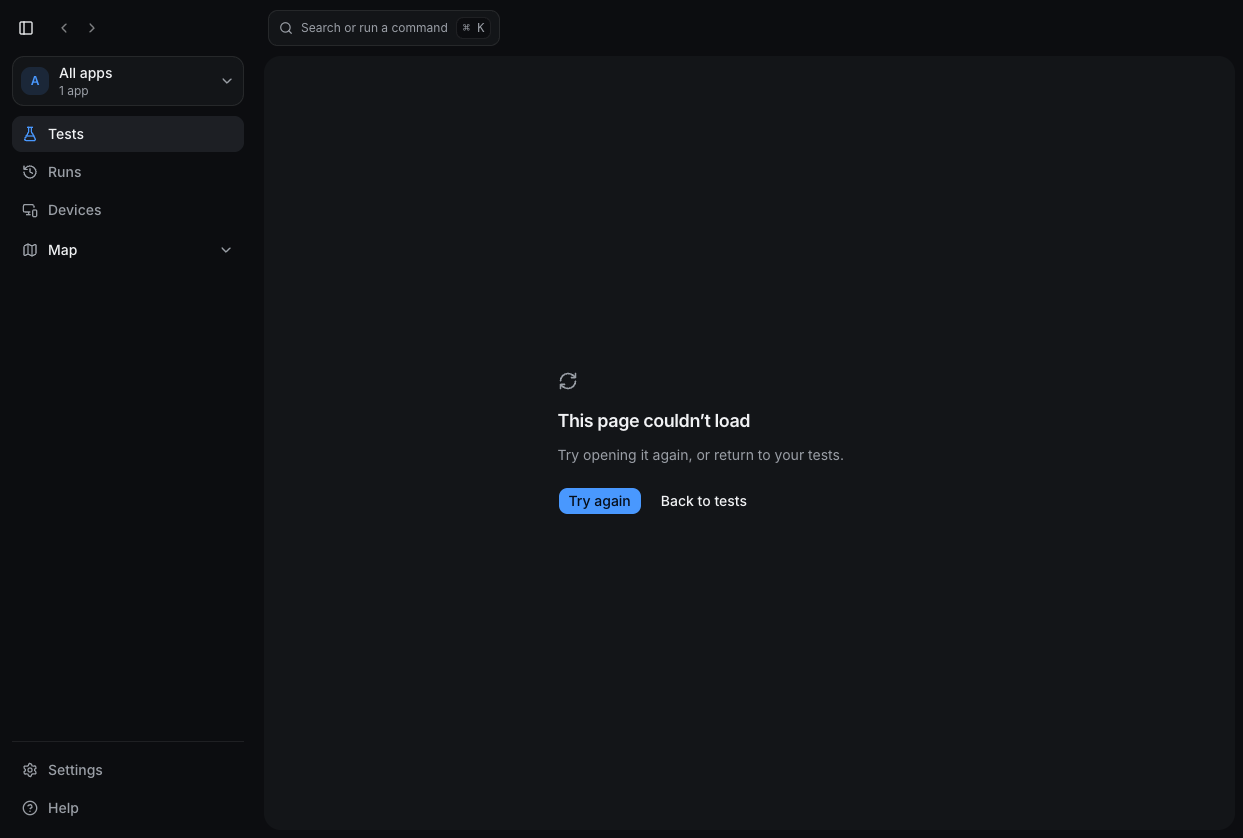 Search or run a command ⌘ K
A
All apps
1 app
Tests
Runs
Devices
Map
This page couldn’t load
Try opening it again, or return to your tests.
Try again
Back to tests
Settings
Help